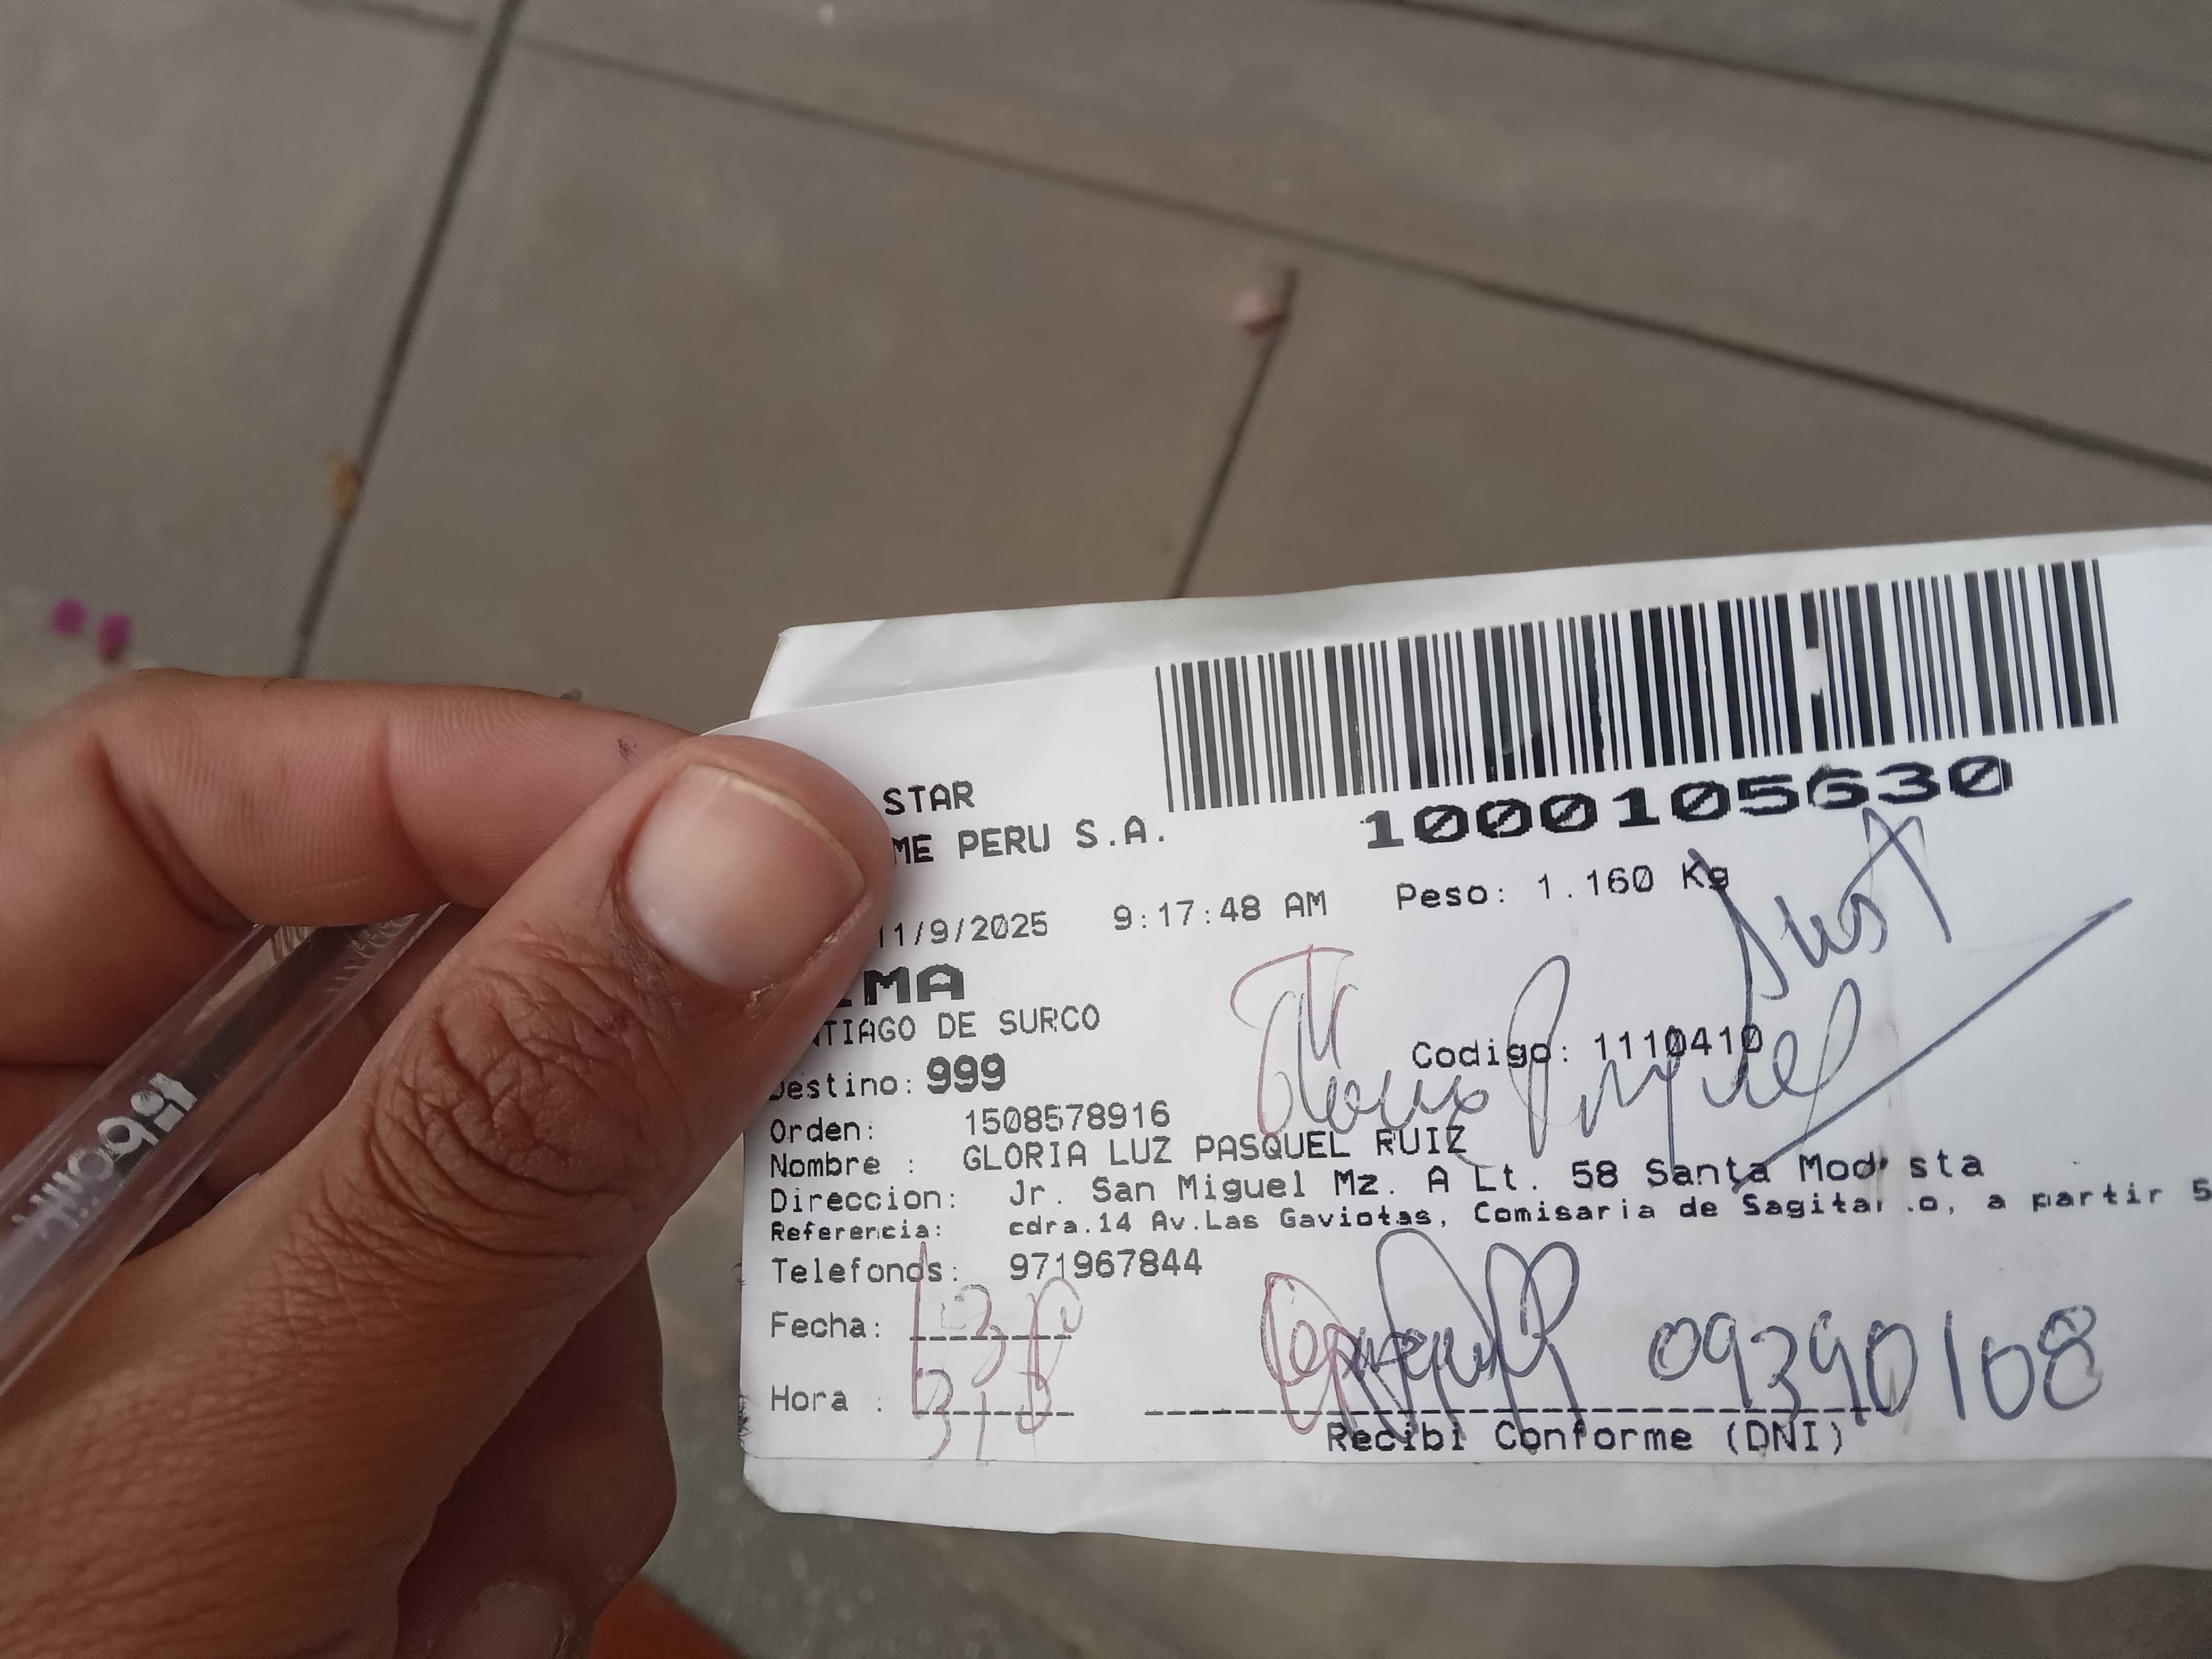 STAR
ME PERU S.A.
1000105630
11/9/2025 9:17:48 AM Peso: 1.160 Kg
IMA
NTIAGO DE SURCO
Codigo: 1110410
Destino: 999
Orden: 1508578916
Nombre : GLORIA LUZ PASQUEL RUIZ
Direccion: Jr. San Miguel Mz. A Lt. 58 Santa Modesta
Referencia: cdra.14 Av.Las Gaviotas, Comisaria de Sagitario, a partir 5
Telefonos: 971967844
Fecha:
Hora :
09390108
Recibi Conforme (DNI)